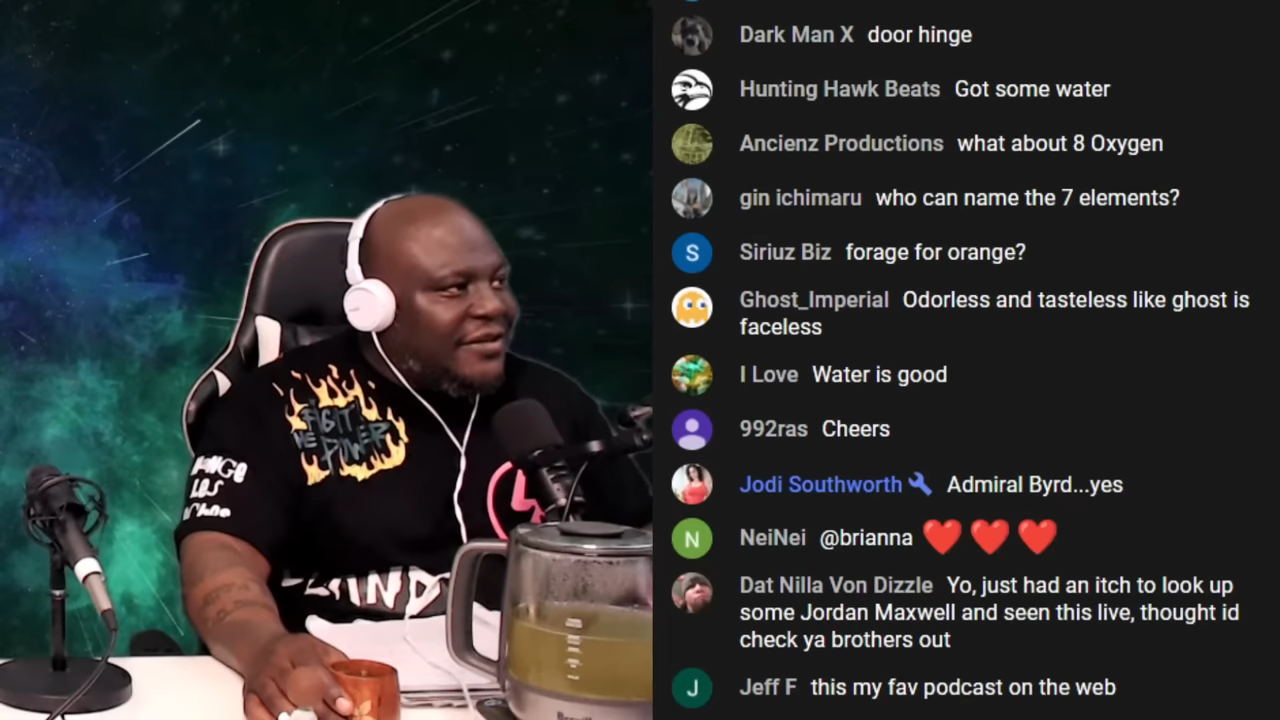 Dark Man X door hinge
Hunting Hawk Beats Got some water
Ancienz Productions what about 8 Oxygen
gin ichimaru who can name the 7 elements?
S
Siriuz Biz forage for orange?
Ghost_Imperial Odorless and tasteless like ghost is
faceless
I Love Water is good
992ras Cheers
Jodi Southworth Admiral Byrd...yes
N
NeiNei @brianna
Dat Nilla Von Dizzle Yo, just had an itch to look up
some Jordan Maxwell and seen this live, thought id
check ya brothers out
J
Jeff F this my fav podcast on the web
FIGHT
POWER